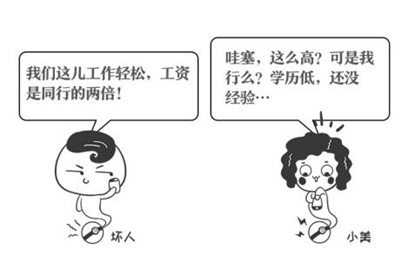 我们这儿工作轻松，工资
是同行的两倍！
哇塞，这么高？可是我
行么？学历低，还没
经验…
坏人
小美